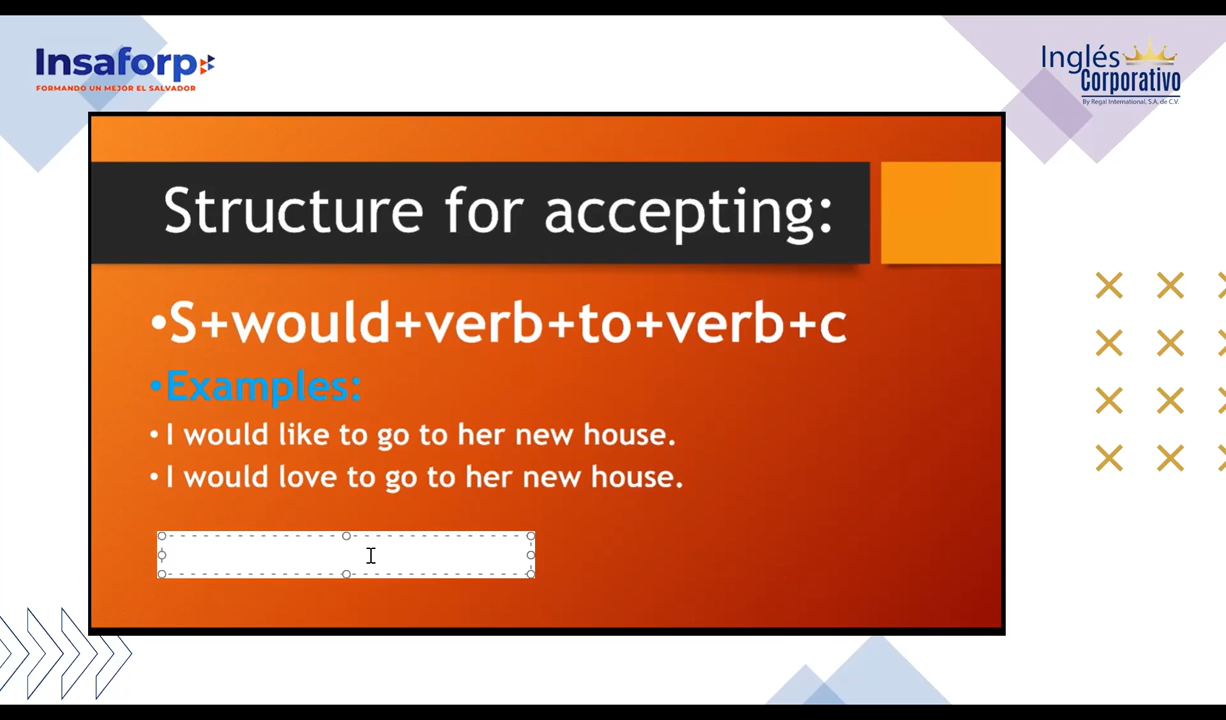 Insaforp
FORMANDO UN MEJOR EL SALVADOR
Inglés
Corporativo
By Regal International, S.A. de C.V.
Structure for accepting:
•S+would+verb+to+verb+c
•Examples:
•I would like to go to her new house.
•I would love to go to her new house.